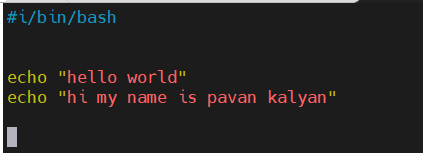 #i/bin/bash
echo "hello world"
echo "hi my name is pavan kalyan"